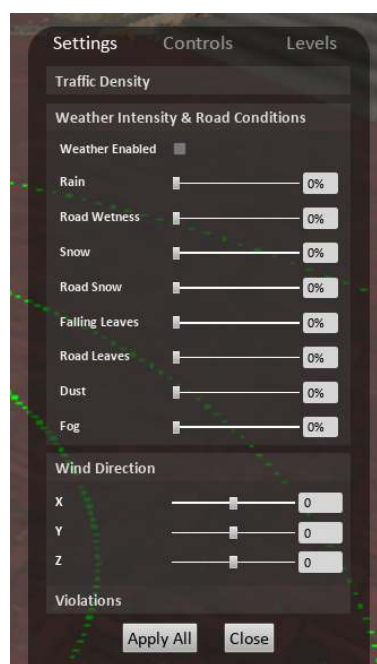 Settings Controls Levels
Traffic Density
Weather Intensity & Road Conditions
Weather Enabled
Rain 0%
Road Wetness 0%
Snow 0%
Road Snow 0%
Falling Leaves 0%
Road Leaves 0%
Dust 0%
Fog 0%
Wind Direction
X 0
Y 0
Z 0
Violations
Apply All Close